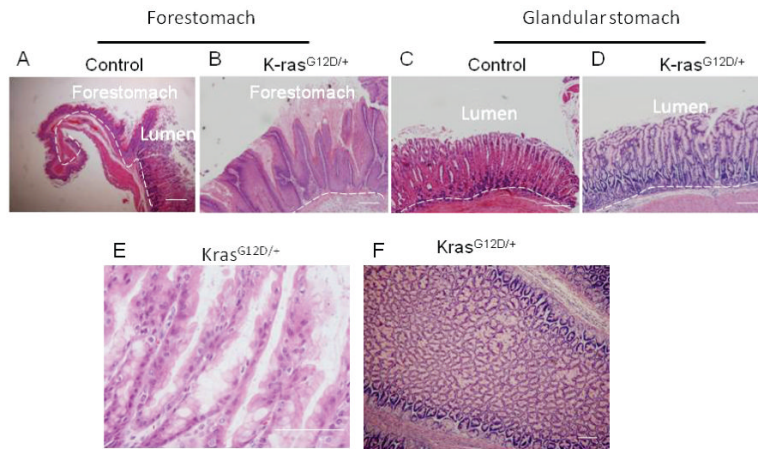 Forestomach
Glandular stomach
A
Control
B
K-ras^G12D/+
C
Control
D
K-ras^G12D/+
Forestomach
Lumen
Forestomach
Lumen
Lumen
E
Kras^G12D/+
F
Kras^G12D/+